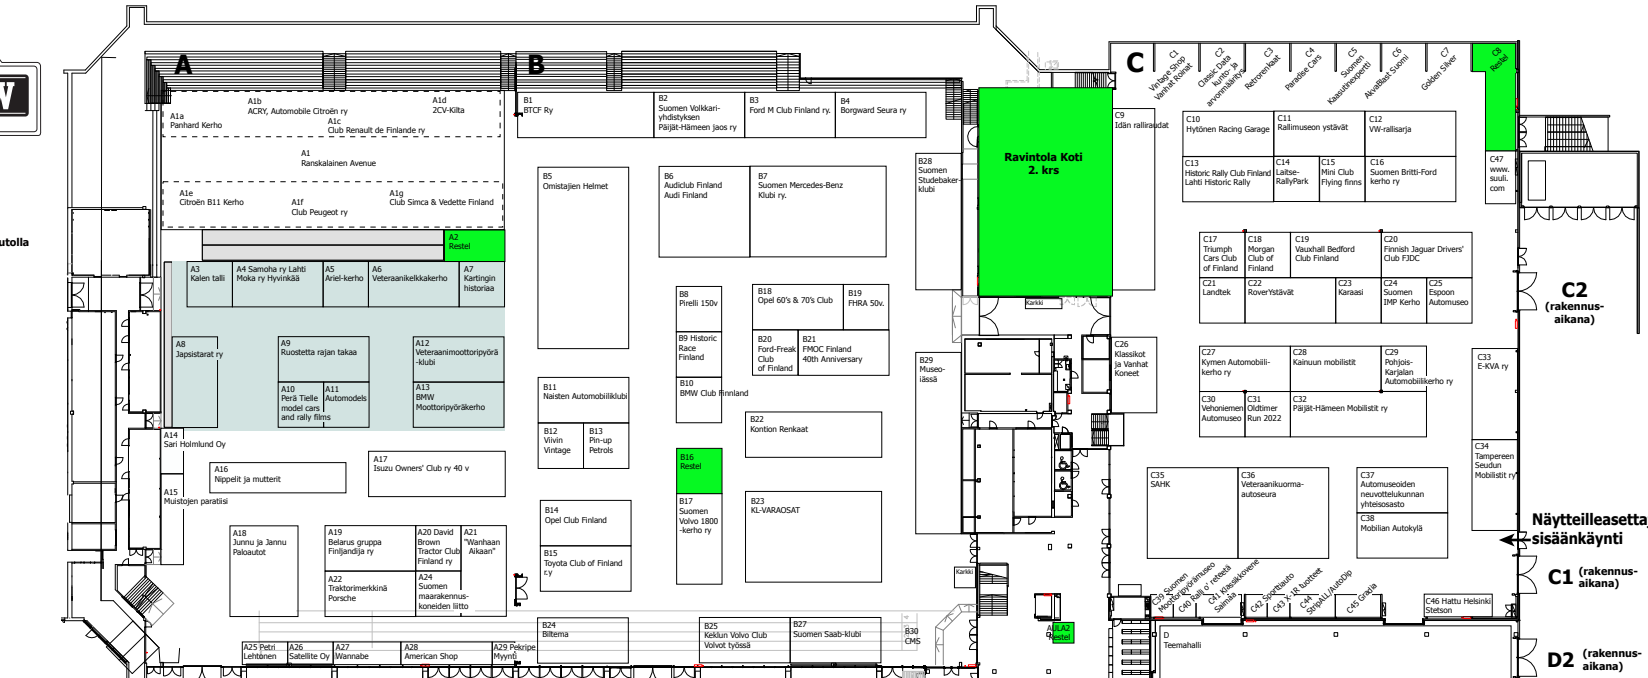 W
utolla
A
A1a
Panhard Kerho
A1b
ACRY, Automobile Citroën ry
A1c
Club Renault de Finlande ry
A1d
2CV-Kilta
A1
Ranskalainen Avenue
A1e
Citroën B11 Kerho
A1f
Club Peugeot ry
A1g
Club Simca & Vedette Finland
A2
Restel
A3
Kalen talli
A4 Samoha ry Lahti
Moka ry Hyvinkää
A5
Ariel-kerho
A6
Veteraanikelkkakerho
A7
Kartingin
historiaa
A8
Japsistarat ry
A9
Ruostetta rajan takaa
A10
Perä Tielle
model cars
and rally films
A11
Automodels
A12
Veteraanimoottoripyörä
-klubi
A13
BMW
Moottoripyöräkerho
A14
Sari Holmlund Oy
A15
Muistojen paratiisi
A16
Nippelit ja mutterit
A17
Isuzu Owners' Club ry 40 v
A18
Junnu ja Jannu
Paloautot
A19
Belarus gruppa
Finljandija ry
A20 David
Brown
Tractor Club
Finland ry
A21
"Wanhaan
Aikaan"
A22
Traktorimerkkinä
Porsche
A24
Suomen
maarakennus-
koneiden liitto
A25 Petri
Lehtonen
A26
Satellite Oy
A27
Wannabe
A28
American Shop
A29 Pekripe
Myynti
B
B1
BTCF Ry
B2
Suomen Volkkari-
yhdistyksen
Päijät-Hämeen jaos ry
B3
Ford M Club Finland ry.
B4
Borgward Seura ry
B5
Omistajien Helmet
B6
Audiclub Finland
Audi Finland
B7
Suomen Mercedes-Benz
Klubi ry.
B28
Suomen
Studebaker-
klubi
B8
Pirelli 150v
B9 Historic
Race
Finland
B10
BMW Club Finnland
B18
Opel 60's & 70's Club
B19
FHRA 50v.
B20
Ford-Freak
Club
of Finland
B21
FMOC Finland
40th Anniversary
B29
Museo-
iässä
B11
Naisten Automobiiliklubi
B12
Viivin
Vintage
B13
Pin-up
Petrols
B22
Kontion Renkaat
B16
Restel
B17
Suomen
Volvo 1800
-kerho ry
B23
KL-VARAOSAT
B14
Opel Club Finland
B15
Toyota Club of Finland
r.y
B24
Biltema
B25
Keklun Volvo Club
Volvot työssä
B27
Suomen Saab-klubi
B30
CMS
Karkki
Ravintola Koti
2. krs
Karkki
AULA2
Restel
C
C1
Vintage Shop
Vanhat Roinat
C2
Classic Data
kunto- ja
arvonmääritys
C3
Retrorenkaat
C4
Paradise Cars
C5
Suomen
Kaasutinexpertti
C6
AkvaBlast Suomi
C7
Golden Silver
C8
Restel
C9
Idän ralliraudat
C10
Hytönen Racing Garage
C11
Rallimuseon ystävät
C12
VW-rallisarja
C13
Historic Rally Club Finland
Lahti Historic Rally
C14
Laitse-
RallyPark
C15
Mini Club
Flying finns
C16
Suomen Britti-Ford
kerho ry
C47
www.
suuli.
com
C17
Triumph
Cars Club
of Finland
C18
Morgan
Club of
Finland
C19
Vauxhall Bedford
Club Finland
C20
Finnish Jaguar Drivers'
Club FJDC
C21
Landtek
C22
RoverYstävät
C23
Karaasi
C24
Suomen
IMP Kerho
C25
Espoon
Automuseo
C26
Klassikot
ja Vanhat
Koneet
C27
Kymen Automobiili-
kerho ry
C28
Kainuun mobilistit
C29
Pohjois-
Karjalan
Automobiilikerho ry
C30
Vehoniemen
Automuseo
C31
Oldtimer
Run 2022
C32
Päijät-Hämeen Mobilistit ry
C33
E-KVA ry
C34
Tampereen
Seudun
Mobilistit ry
C35
SAHK
C36
Veteraanikuorma-
autoseura
C37
Automuseoiden
neuvottelukunnan
yhteisosasto
C38
Mobilian Autokylä
C39 Suomen
Moottoripyörämuseo
C40 Ralli o' reteetä
C41 Klassikkovene
Saimaa
C42 Sporttiauto
C43 X-1R tuotteet
C44
StripALL/AutoDip
C45 Gradia
C46 Hattu Helsinki
Stetson
D
Teemahalli
C2
(rakennus-
aikana)
Näytteilleasetta
sisäänkäynti
C1 (rakennus-
aikana)
D2 (rakennus-
aikana)